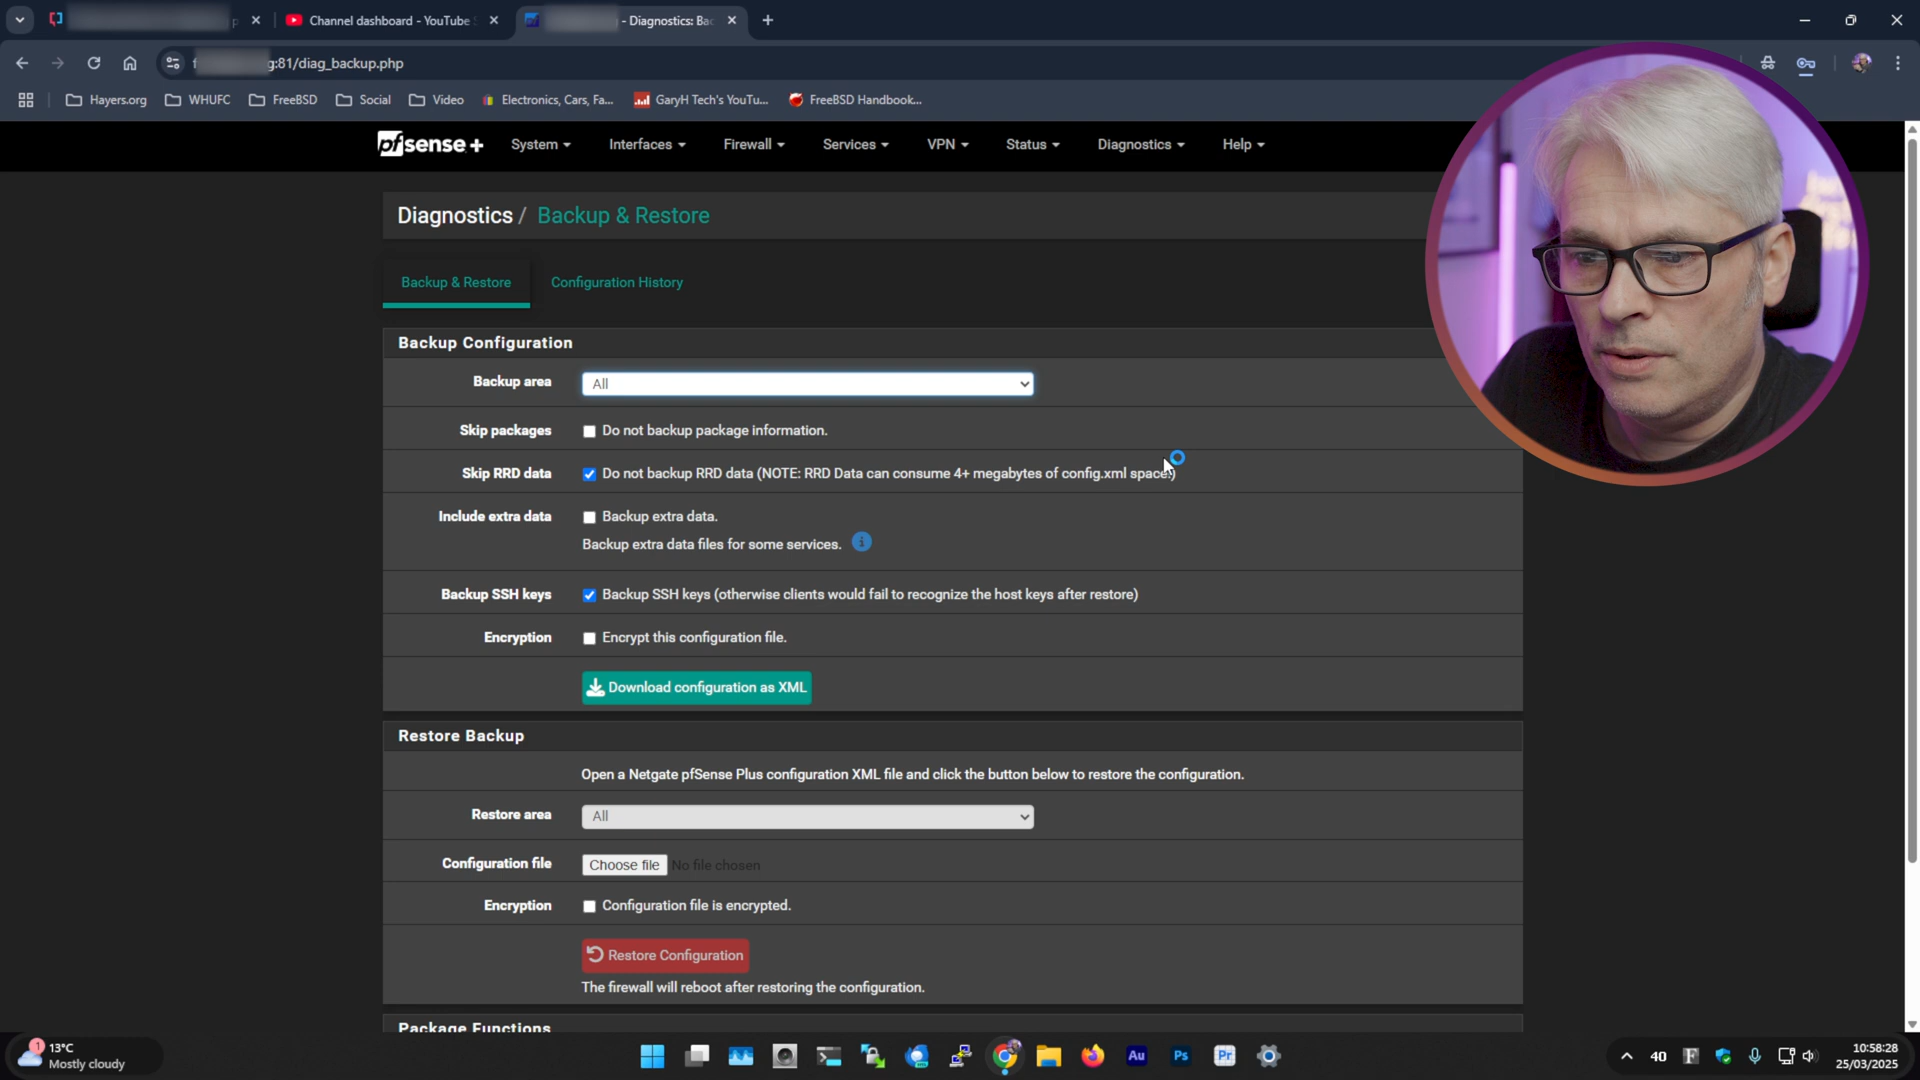 Channel dashboard - YouTube
- Diagnostics: Bac
g:81/diag_backup.php
Hayers.org
WHUFC
FreeBSD
Social
Video
Electronics, Cars, Fa...
GaryH Tech's YouTu...
FreeBSD Handbook...
pfsense+
System
Interfaces
Firewall
Services
VPN
Status
Diagnostics
Help
Diagnostics / Backup & Restore
Backup & Restore
Configuration History
Backup Configuration
Backup area
All
Skip packages
Do not backup package information.
Skip RRD data
Do not backup RRD data (NOTE: RRD Data can consume 4+ megabytes of config.xml space!)
Include extra data
Backup extra data.
Backup extra data files for some services.
Backup SSH keys
Backup SSH keys (otherwise clients would fail to recognize the host keys after restore)
Encryption
Encrypt this configuration file.
Download configuration as XML
Restore Backup
Open a Netgate pfSense Plus configuration XML file and click the button below to restore the configuration.
Restore area
All
Configuration file
Choose file No file chosen
Encryption
Configuration file is encrypted.
Restore Configuration
The firewall will reboot after restoring the configuration.
Package Functions
1
13°C
Mostly cloudy
Au
Ps
Pr
40
F
10:58:28
25/03/2025